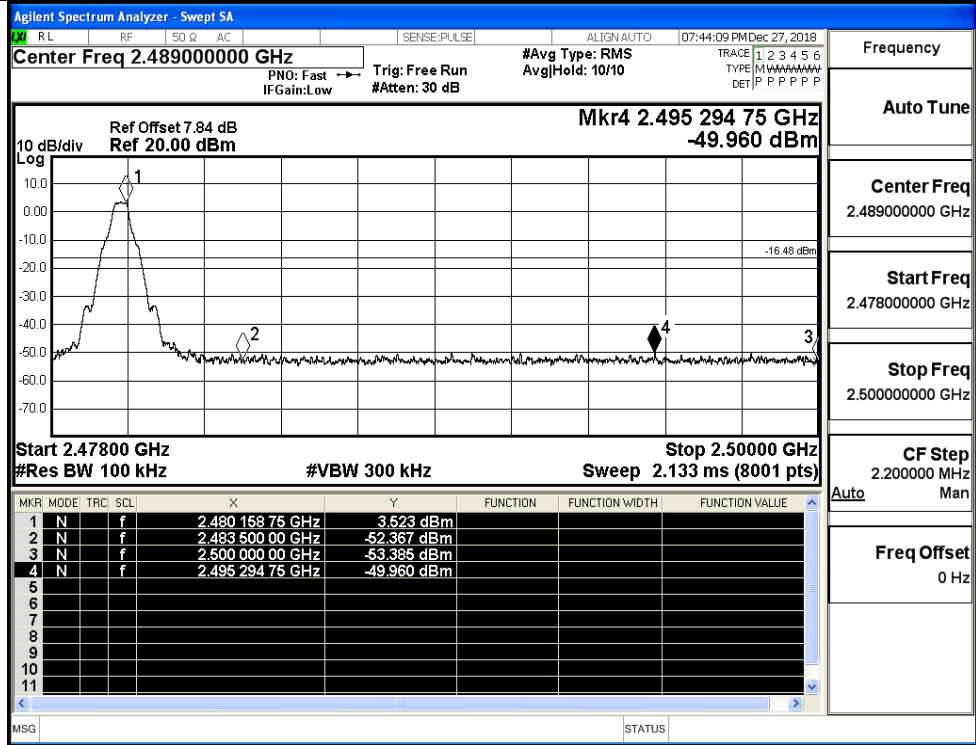 Agilent Spectrum Analyzer - Swept SA
LXI RL RF 50 Ω AC SENSE:PULSE ALIGN AUTO 07:44:09 PM Dec 27, 2018
Center Freq 2.489000000 GHz
PNO: Fast
IFGain:Low
Trig: Free Run
#Atten: 30 dB
#Avg Type: RMS
Avg|Hold: 10/10
TRACE 1 2 3 4 5 6
TYPE M
DET P P P P P P
Mkr4 2.495 294 75 GHz
-49.960 dBm
Ref Offset 7.84 dB
10 dB/div Ref 20.00 dBm
Log
10.0
0.00
-10.0
-20.0
-30.0
-40.0
-50.0
-60.0
-70.0
1
2
4
3
-16.48 dBm
Start 2.47800 GHz Stop 2.50000 GHz
#Res BW 100 kHz #VBW 300 kHz Sweep 2.133 ms (8001 pts)
MKR MODE TRC SCL X Y FUNCTION FUNCTION WIDTH FUNCTION VALUE
1 N f 2.480 158 75 GHz 3.523 dBm
2 N f 2.483 500 00 GHz -52.367 dBm
3 N f 2.500 000 00 GHz -53.385 dBm
4 N f 2.495 294 75 GHz -49.960 dBm
5
6
7
8
9
10
11
MSG STATUS
Frequency
Auto Tune
Center Freq
2.489000000 GHz
Start Freq
2.478000000 GHz
Stop Freq
2.500000000 GHz
CF Step
2.200000 MHz
Auto Man
Freq Offset
0 Hz